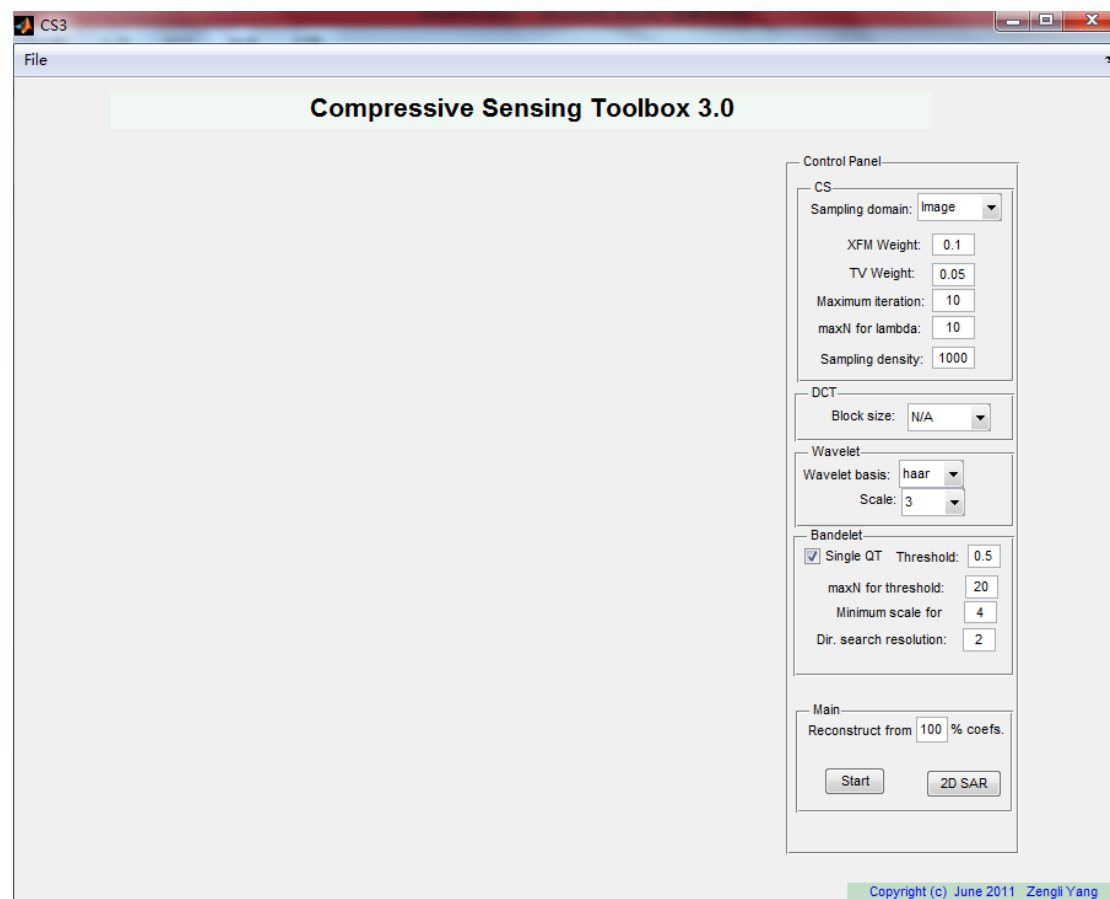 CS3
File
Compressive Sensing Toolbox 3.0
Control Panel
CS
Sampling domain: Image
XFM Weight: 0.1
TV Weight: 0.05
Maximum iteration: 10
maxN for lambda: 10
Sampling density: 1000
DCT
Block size: N/A
Wavelet
Wavelet basis: haar
Scale: 3
Bandelet
Single QT Threshold: 0.5
maxN for threshold: 20
Minimum scale for 4
Dir. search resolution: 2
Main
Reconstruct from 100 % coefs.
Start 2D SAR
Copyright (c) June 2011 Zengli Yang